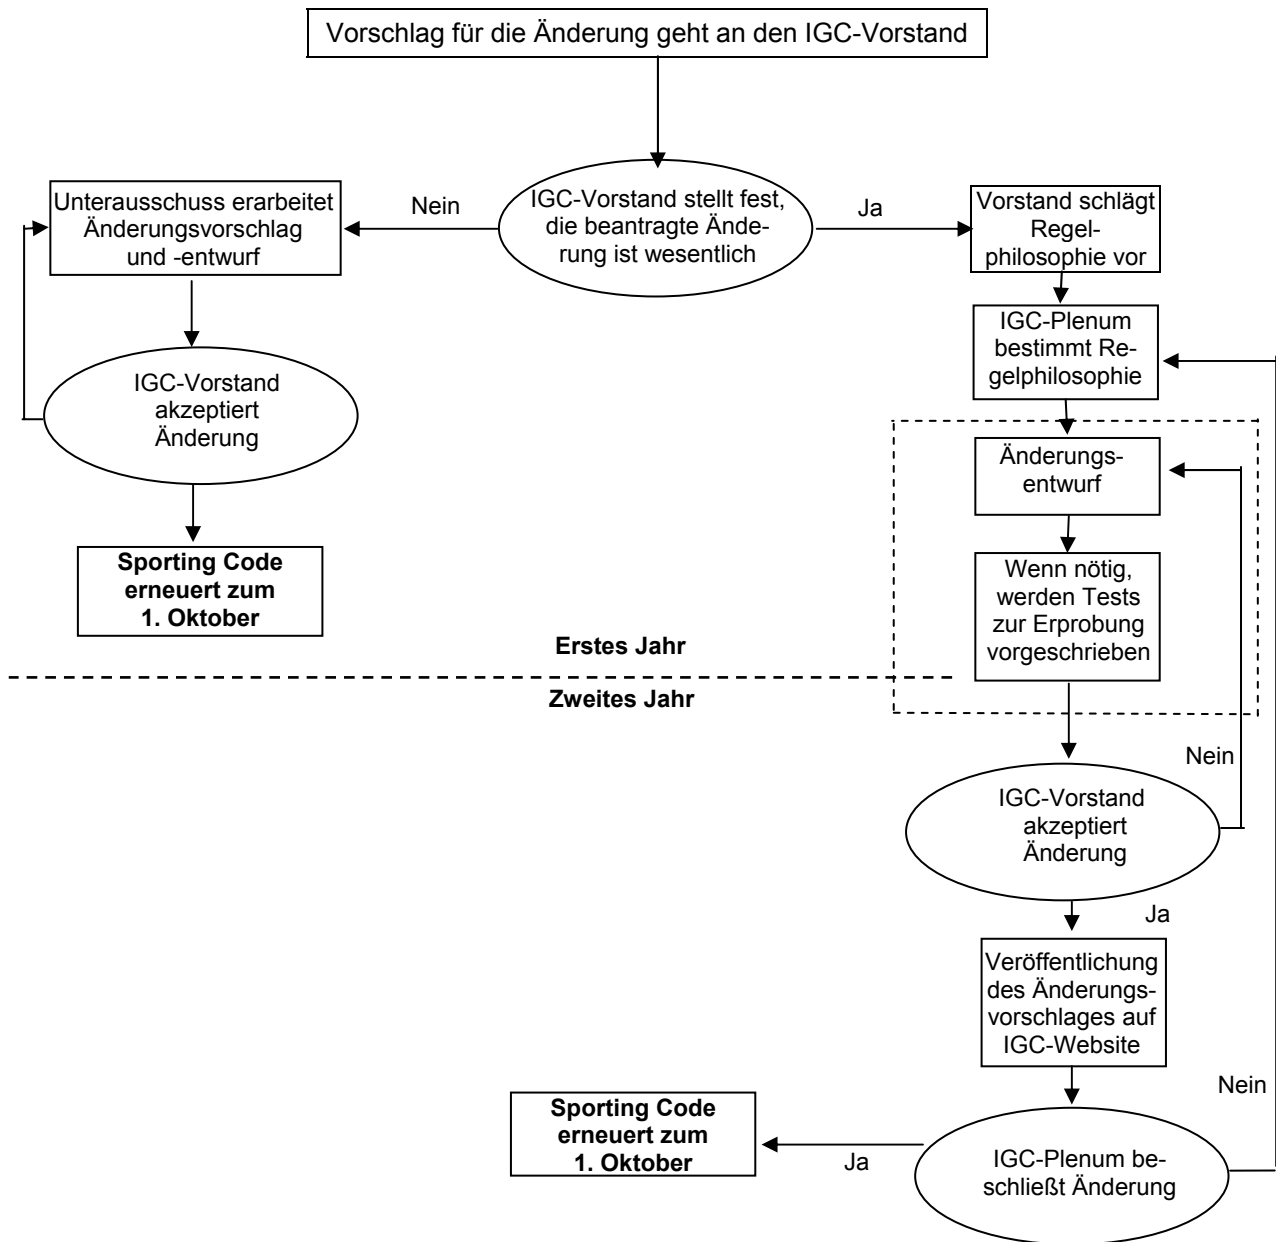 Vorschlag für die Änderung geht an den IGC-Vorstand
Unterausschuss erarbeitet
Änderungsvorschlag
und -entwurf
Nein
IGC-Vorstand stellt fest,
die beantragte Ände-
rung ist wesentlich
Ja
Vorstand schlägt
Regel-
philosophie vor
IGC-Plenum
bestimmt Re-
gelphilosophie
IGC-Vorstand
akzeptiert
Änderung
Änderungs-
entwurf
Sporting Code
erneuert zum
1. Oktober
Wenn nötig,
werden Tests
zur Erprobung
vorgeschrieben
Erstes Jahr
Zweites Jahr
Nein
IGC-Vorstand
akzeptiert
Änderung
Ja
Veröffentlichung
des Änderungs-
vorschlages auf
IGC-Website
Nein
Sporting Code
erneuert zum
1. Oktober
Ja
IGC-Plenum be-
schließt Änderung